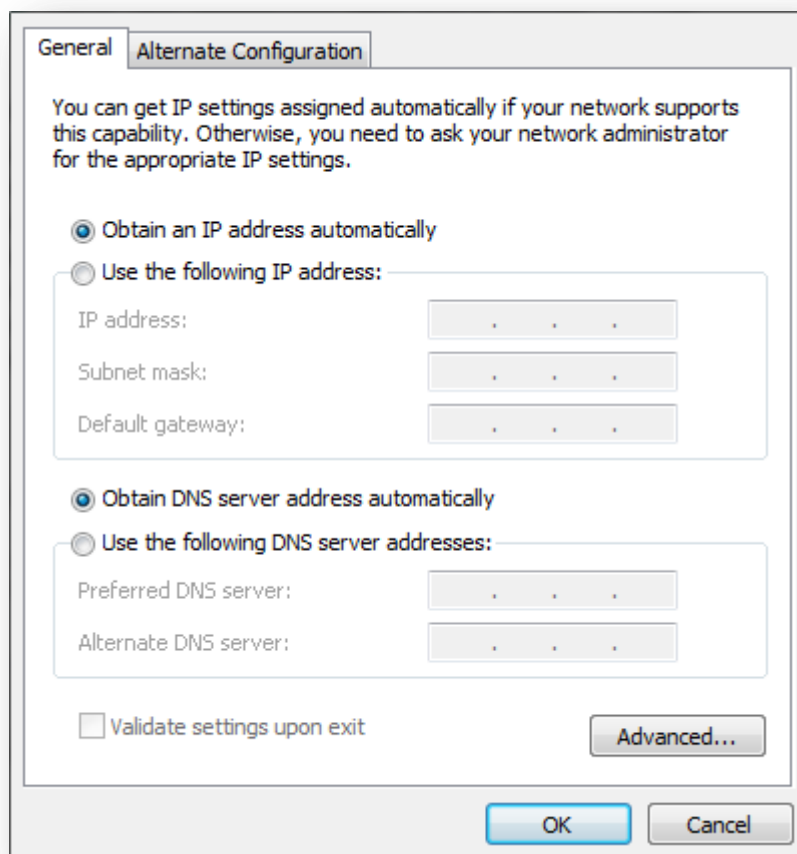 General
Alternate Configuration
You can get IP settings assigned automatically if your network supports
this capability. Otherwise, you need to ask your network administrator
for the appropriate IP settings.
Obtain an IP address automatically
Use the following IP address:
IP address:
Subnet mask:
Default gateway:
Obtain DNS server address automatically
Use the following DNS server addresses:
Preferred DNS server:
Alternate DNS server:
Validate settings upon exit
Advanced...
OK
Cancel